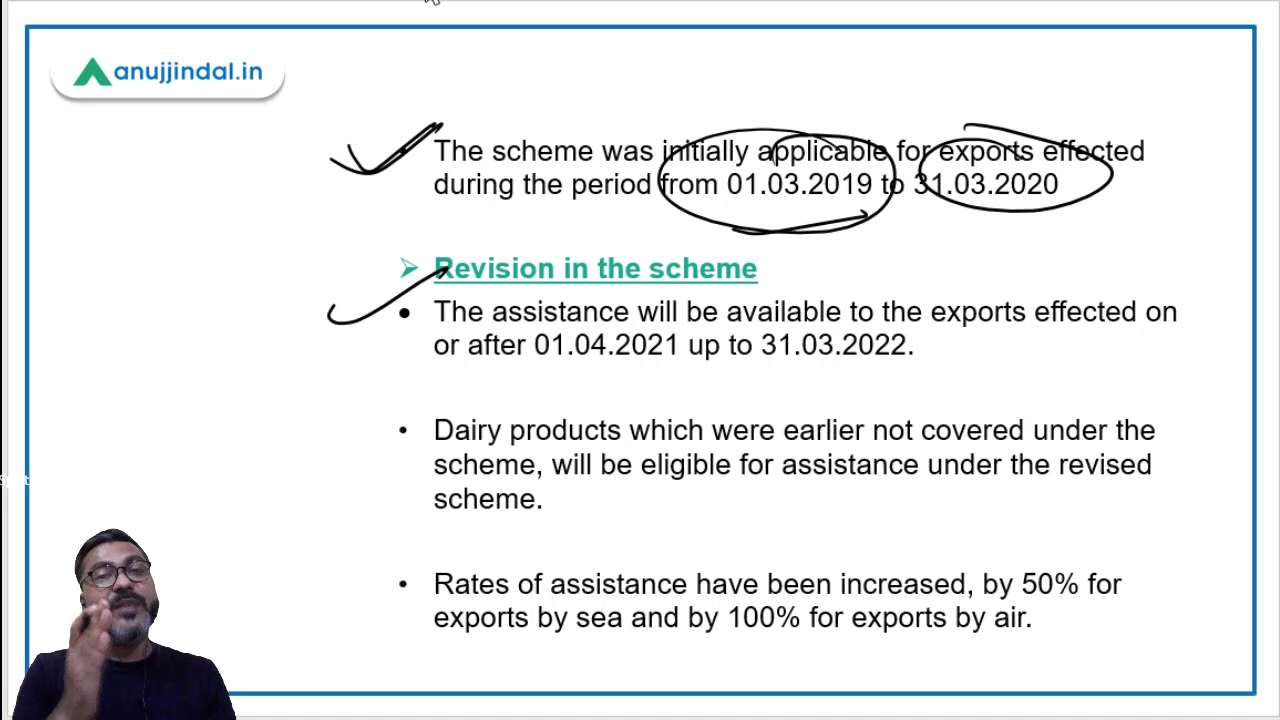 anujjindal.in
The scheme was initially applicable for exports effected
during the period from 01.03.2019 to 31.03.2020
Revision in the scheme
The assistance will be available to the exports effected on
or after 01.04.2021 up to 31.03.2022.
Dairy products which were earlier not covered under the
scheme, will be eligible for assistance under the revised
scheme.
Rates of assistance have been increased, by 50% for
exports by sea and by 100% for exports by air.